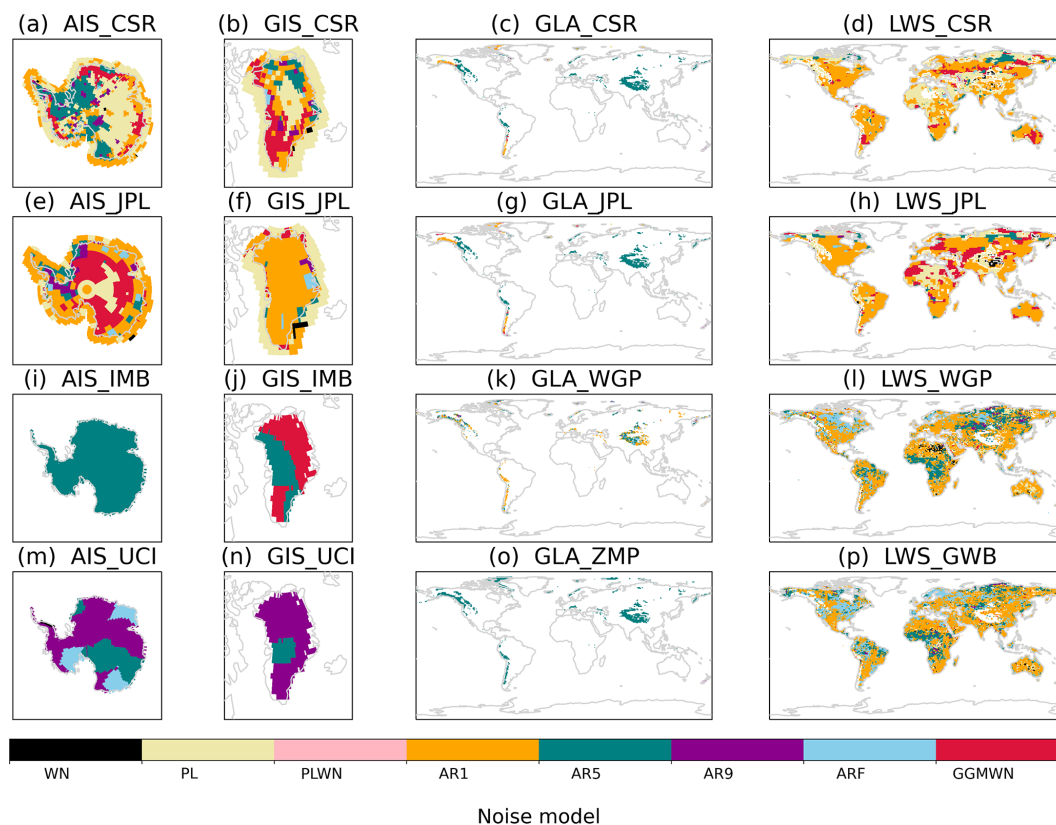 (a) AIS_CSR (b) GIS_CSR (c) GLA_CSR (d) LWS_CSR
(e) AIS_JPL (f) GIS_JPL (g) GLA_JPL (h) LWS_JPL
(i) AIS_IMB (j) GIS_IMB (k) GLA_WGP (l) LWS_WGP
(m) AIS_UCI (n) GIS_UCI (o) GLA_ZMP (p) LWS_GWB
WN PL PLWN AR1 AR5 AR9 ARF GGMWN
Noise model